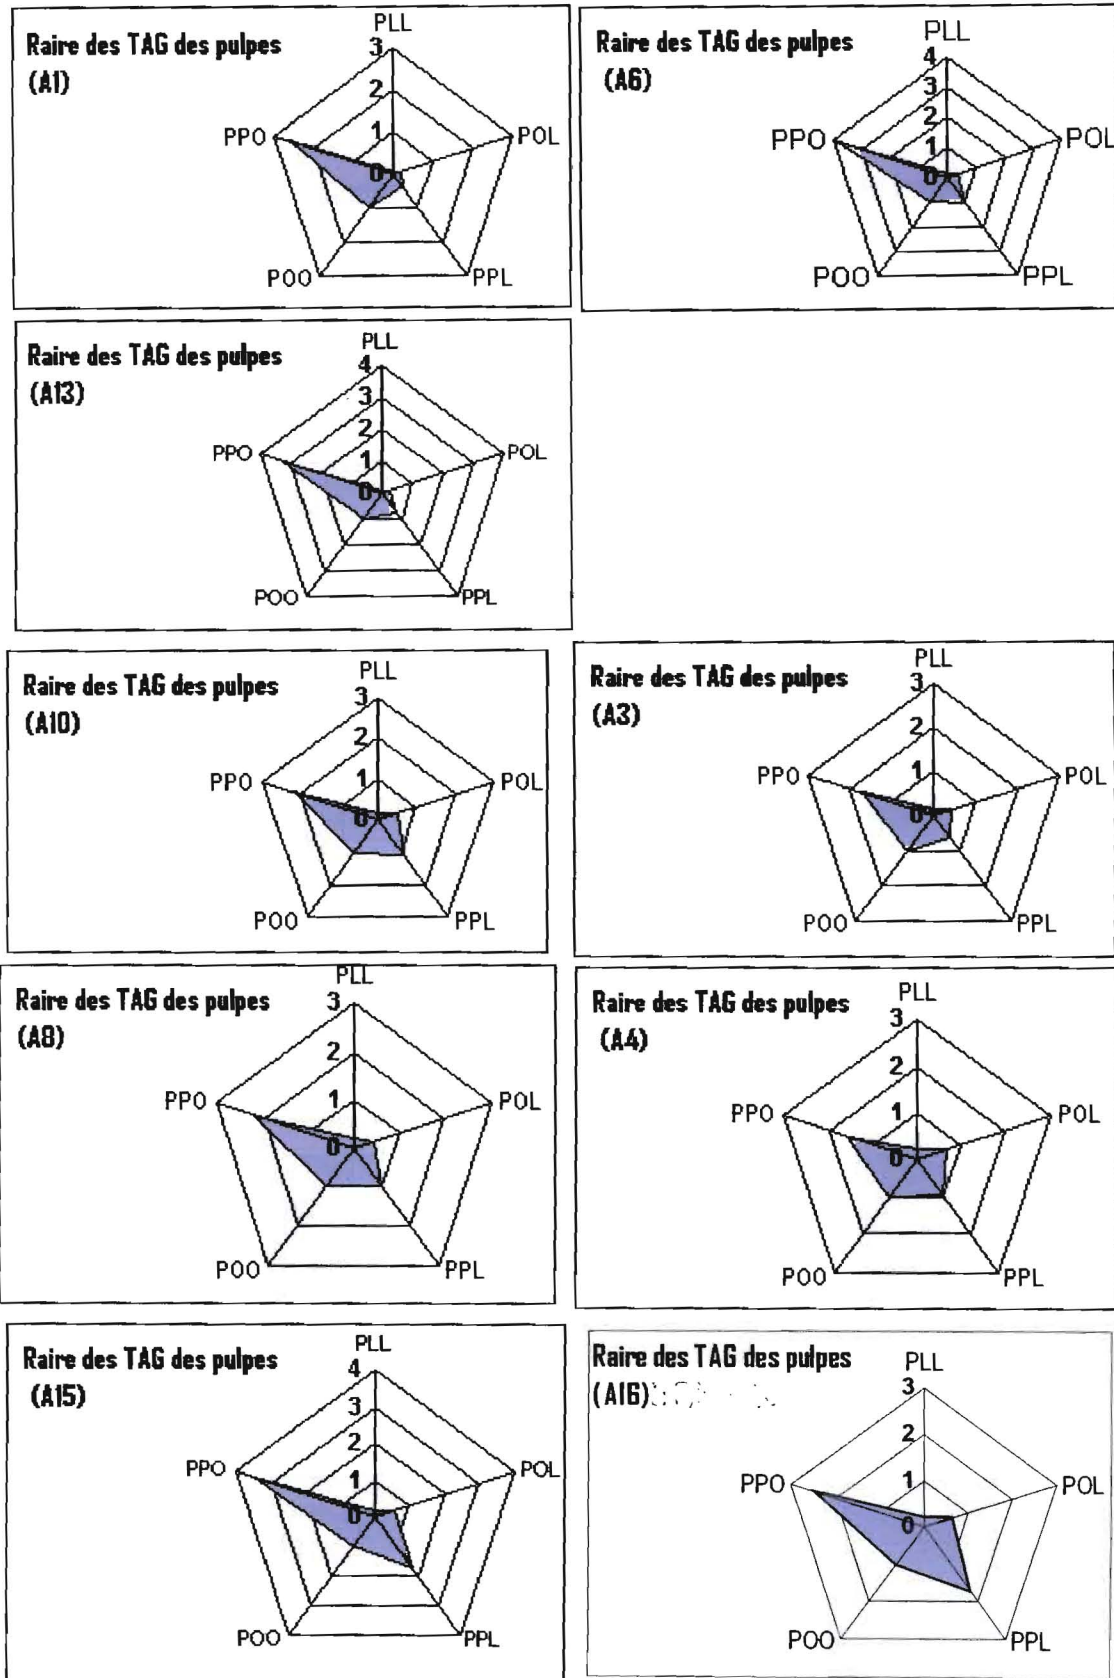 Raire des TAG des pulpes
(A1)
PLL
3
2
1
0
PPO
POL
POO
PPL
Raire des TAG des pulpes
(A6)
PLL
4
3
2
1
0
PPO
POL
POO
PPL
Raire des TAG des pulpes
(A13)
PLL
4
3
2
1
0
PPO
POL
POO
PPL
Raire des TAG des pulpes
(A10)
PLL
3
2
1
0
PPO
POL
POO
PPL
Raire des TAG des pulpes
(A3)
PLL
3
2
1
0
PPO
POL
POO
PPL
Raire des TAG des pulpes
(A8)
PLL
3
2
1
0
PPO
POL
POO
PPL
Raire des TAG des pulpes
(A4)
PLL
3
2
1
0
PPO
POL
POO
PPL
Raire des TAG des pulpes
(A15)
PLL
4
3
2
1
0
PPO
POL
POO
PPL
Raire des TAG des pulpes
(A16)
PLL
3
2
1
0
PPO
POL
POO
PPL